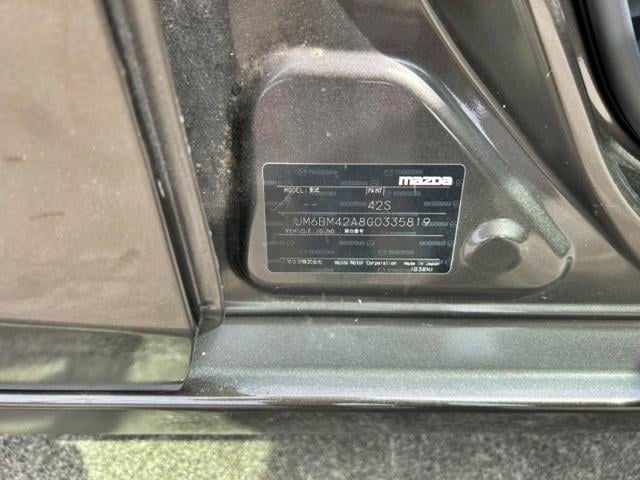 mazda
MODEL:型式 PAINT
-- 42S
JM6BM42A8G0335819
VEHICLE.ID.NO.:車台番号
マツダ株式会社 Mazda Motor Corporation Made in Japan
(B38N)